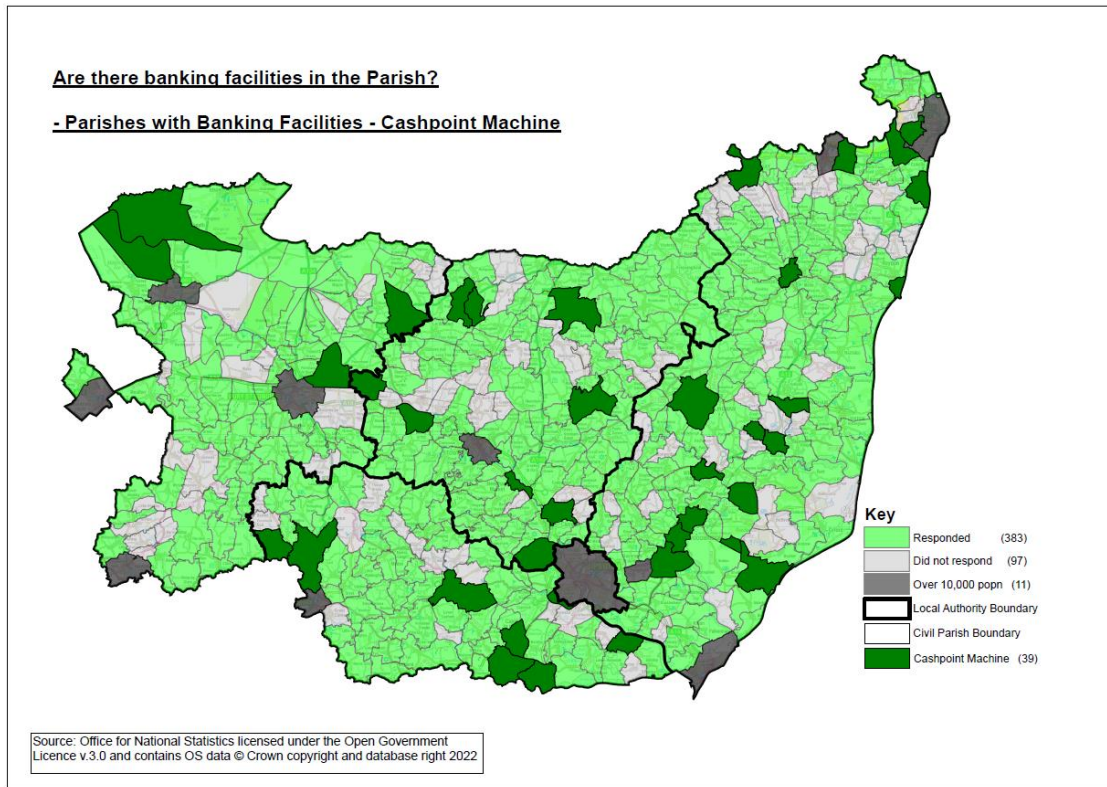 Are there banking facilities in the Parish?
- Parishes with Banking Facilities - Cashpoint Machine
Key
Responded (383)
Did not respond (97)
Over 10,000 popn (11)
Local Authority Boundary
Civil Parish Boundary
Cashpoint Machine (39)
Source: Office for National Statistics licensed under the Open Government
Licence v.3.0 and contains OS data © Crown copyright and database right 2022